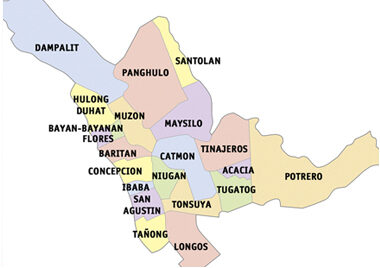 DAMPALIT
SANTOLAN
PANGHULO
HULONG
DUHAT
MUZON
MAYSILO
BAYAN-BAYANAN
FLORES
BARITAN
CATMON
TINAJEROS
CONCEPCION
NIUGAN
ACACIA
POTRERO
IBABA
TUGATOG
SAN
AGUSTIN
TONSUYA
TAÑONG
LONGOS